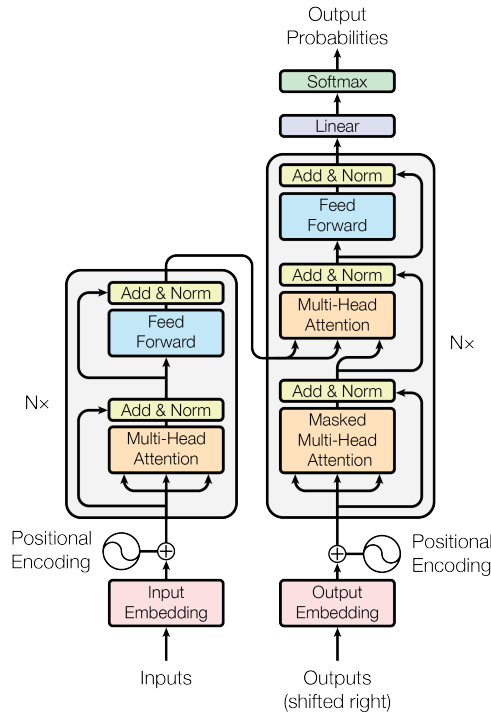 Output
Probabilities
Softmax
Linear
Add & Norm
Feed
Forward
Add & Norm
Multi-Head
Attention
Add & Norm
Masked
Multi-Head
Attention
Nx
Add & Norm
Feed
Forward
Add & Norm
Multi-Head
Attention
Nx
Positional
Encoding
Positional
Encoding
Input
Embedding
Output
Embedding
Inputs
Outputs
(shifted right)